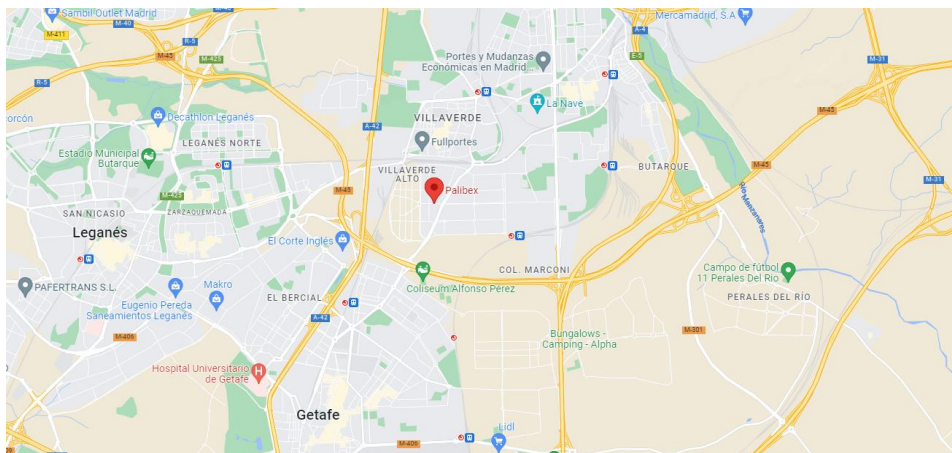 Sambil Outlet Madrid
M-40
M-40
R-5
M-411
M-45
M-425
R-5
A-4
E-5
Mercamadrid, S.A
M-31
Portes y Mudanzas
Económicas en Madrid...
La Nave
VILLAVERDE
Fullportes
A-42
Decathlon Leganés
orcón
LEGANÉS NORTE
Estadio Municipal
Butarque
M-45
M-45
BUTARQUE
M-31
VILLAVERDE
ALTO
Palibex
M-45
M-425
SAN NICASIO
ZARZAQUEMADA
Leganés
El Corte Inglés
Río Manzanares
COL. MARCONI
Coliseum Alfonso Pérez
Campo de fútbol
11 Perales Del Rio
PERALES DEL RÍO
PAFERTRANS S.L.
Makro
Eugenio Pereda
Saneamientos Leganés
EL BERCIAL
A-42
M-406
M-301
Bungalows -
Camping - Alpha
Hospital Universitario
de Getafe
H
Getafe
M-406
Lidl